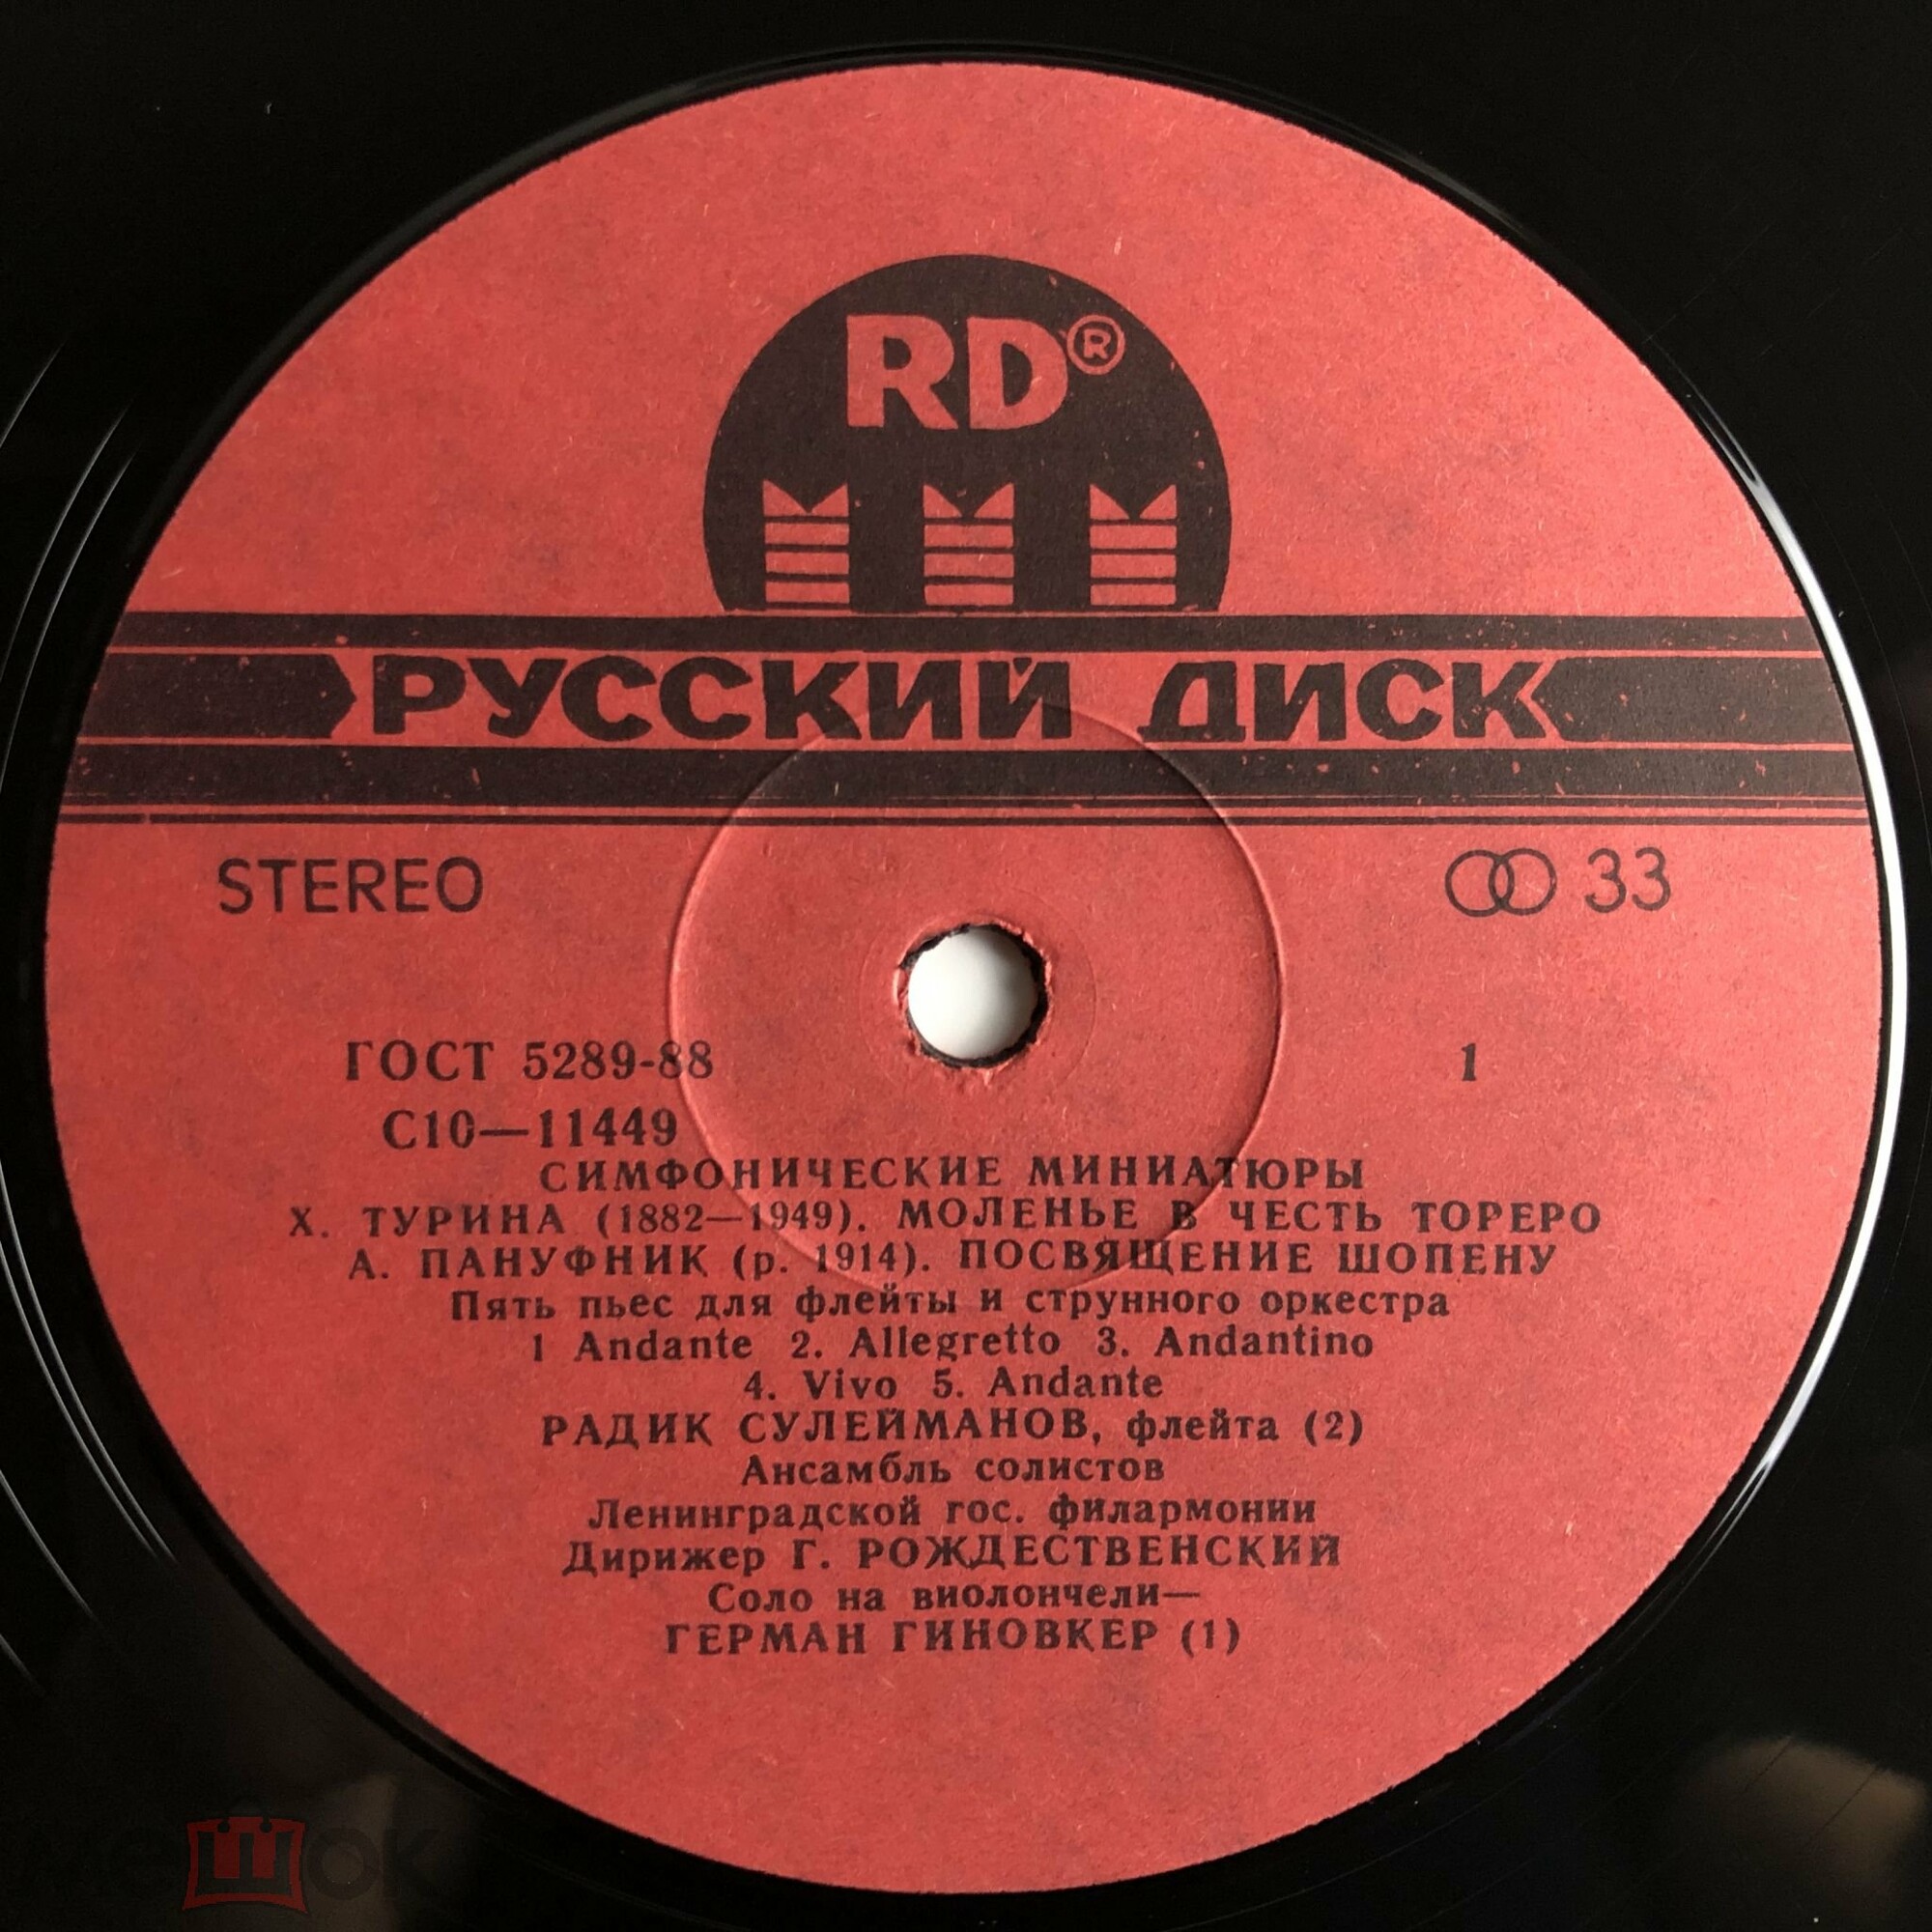 RD®
РУССКИЙ ДИСК
STEREO 33
ГОСТ 5289-88 1
С10—11449
СИМФОНИЧЕСКИЕ МИНИАТЮРЫ
Х. ТУРИНА (1882—1949). МОЛЕНЬЕ В ЧЕСТЬ ТОРЕРО
А. ПАНУФНИК (р. 1914). ПОСВЯЩЕНИЕ ШОПЕНУ
Пять пьес для флейты и струнного оркестра
1 Andante 2. Allegretto 3. Andantino
4. Vivo 5. Andante
РАДИК СУЛЕЙМАНОВ, флейта (2)
Ансамбль солистов
Ленинградской гос. филармонии
Дирижер Г. РОЖДЕСТВЕНСКИЙ
Соло на виолончели—
ГЕРМАН ГИНОВКЕР (1)
мешок